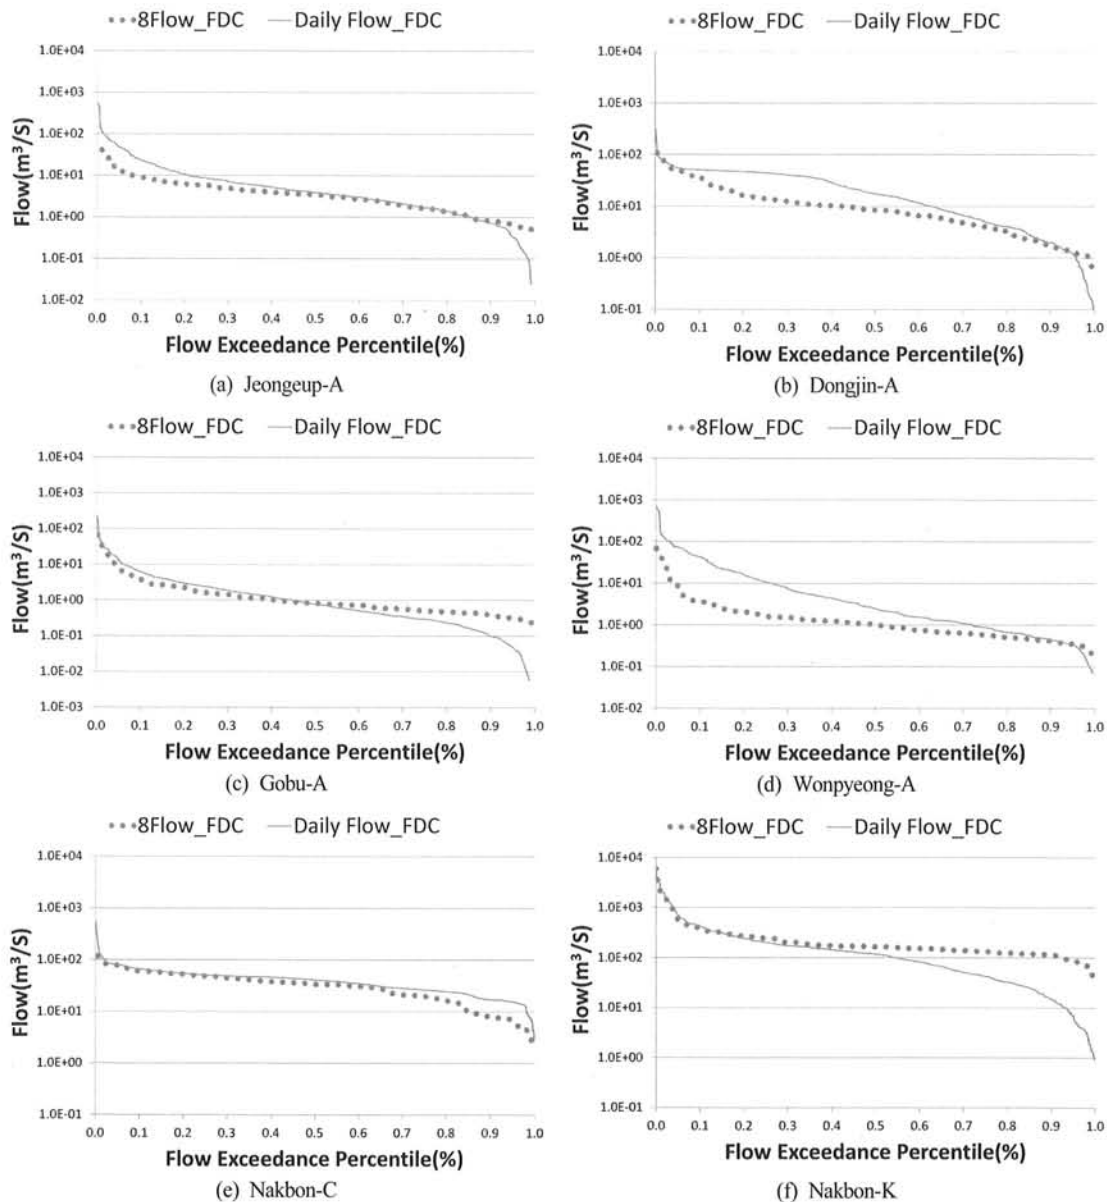 8Flow_FDC Daily Flow_FDC
Flow(m³/S)
1.0E+04
1.0E+03
1.0E+02
1.0E+01
1.0E+00
1.0E-01
1.0E-02
0.0 0.1 0.2 0.3 0.4 0.5 0.6 0.7 0.8 0.9 1.0
Flow Exceedance Percentile(%)
(a) Jeongeup-A
8Flow_FDC Daily Flow_FDC
Flow(m³/S)
1.0E+04
1.0E+03
1.0E+02
1.0E+01
1.0E+00
1.0E-01
0.0 0.1 0.2 0.3 0.4 0.5 0.6 0.7 0.8 0.9 1.0
Flow Exceedance Percentile(%)
(b) Dongjin-A
8Flow_FDC Daily Flow_FDC
Flow(m³/S)
1.0E+04
1.0E+03
1.0E+02
1.0E+01
1.0E+00
1.0E-01
1.0E-02
1.0E-03
0.0 0.1 0.2 0.3 0.4 0.5 0.6 0.7 0.8 0.9 1.0
Flow Exceedance Percentile(%)
(c) Gobu-A
8Flow_FDC Daily Flow_FDC
Flow(m³/S)
1.0E+04
1.0E+03
1.0E+02
1.0E+01
1.0E+00
1.0E-01
1.0E-02
0.0 0.1 0.2 0.3 0.4 0.5 0.6 0.7 0.8 0.9 1.0
Flow Exceedance Percentile(%)
(d) Wonpyeong-A
8Flow_FDC Daily Flow_FDC
Flow(m³/S)
1.0E+04
1.0E+03
1.0E+02
1.0E+01
1.0E+00
1.0E-01
0.0 0.1 0.2 0.3 0.4 0.5 0.6 0.7 0.8 0.9 1.0
Flow Exceedance Percentile(%)
(e) Nakbon-C
8Flow_FDC Daily Flow_FDC
Flow(m³/S)
1.0E+04
1.0E+03
1.0E+02
1.0E+01
1.0E+00
1.0E-01
0.0 0.1 0.2 0.3 0.4 0.5 0.6 0.7 0.8 0.9 1.0
Flow Exceedance Percentile(%)
(f) Nakbon-K